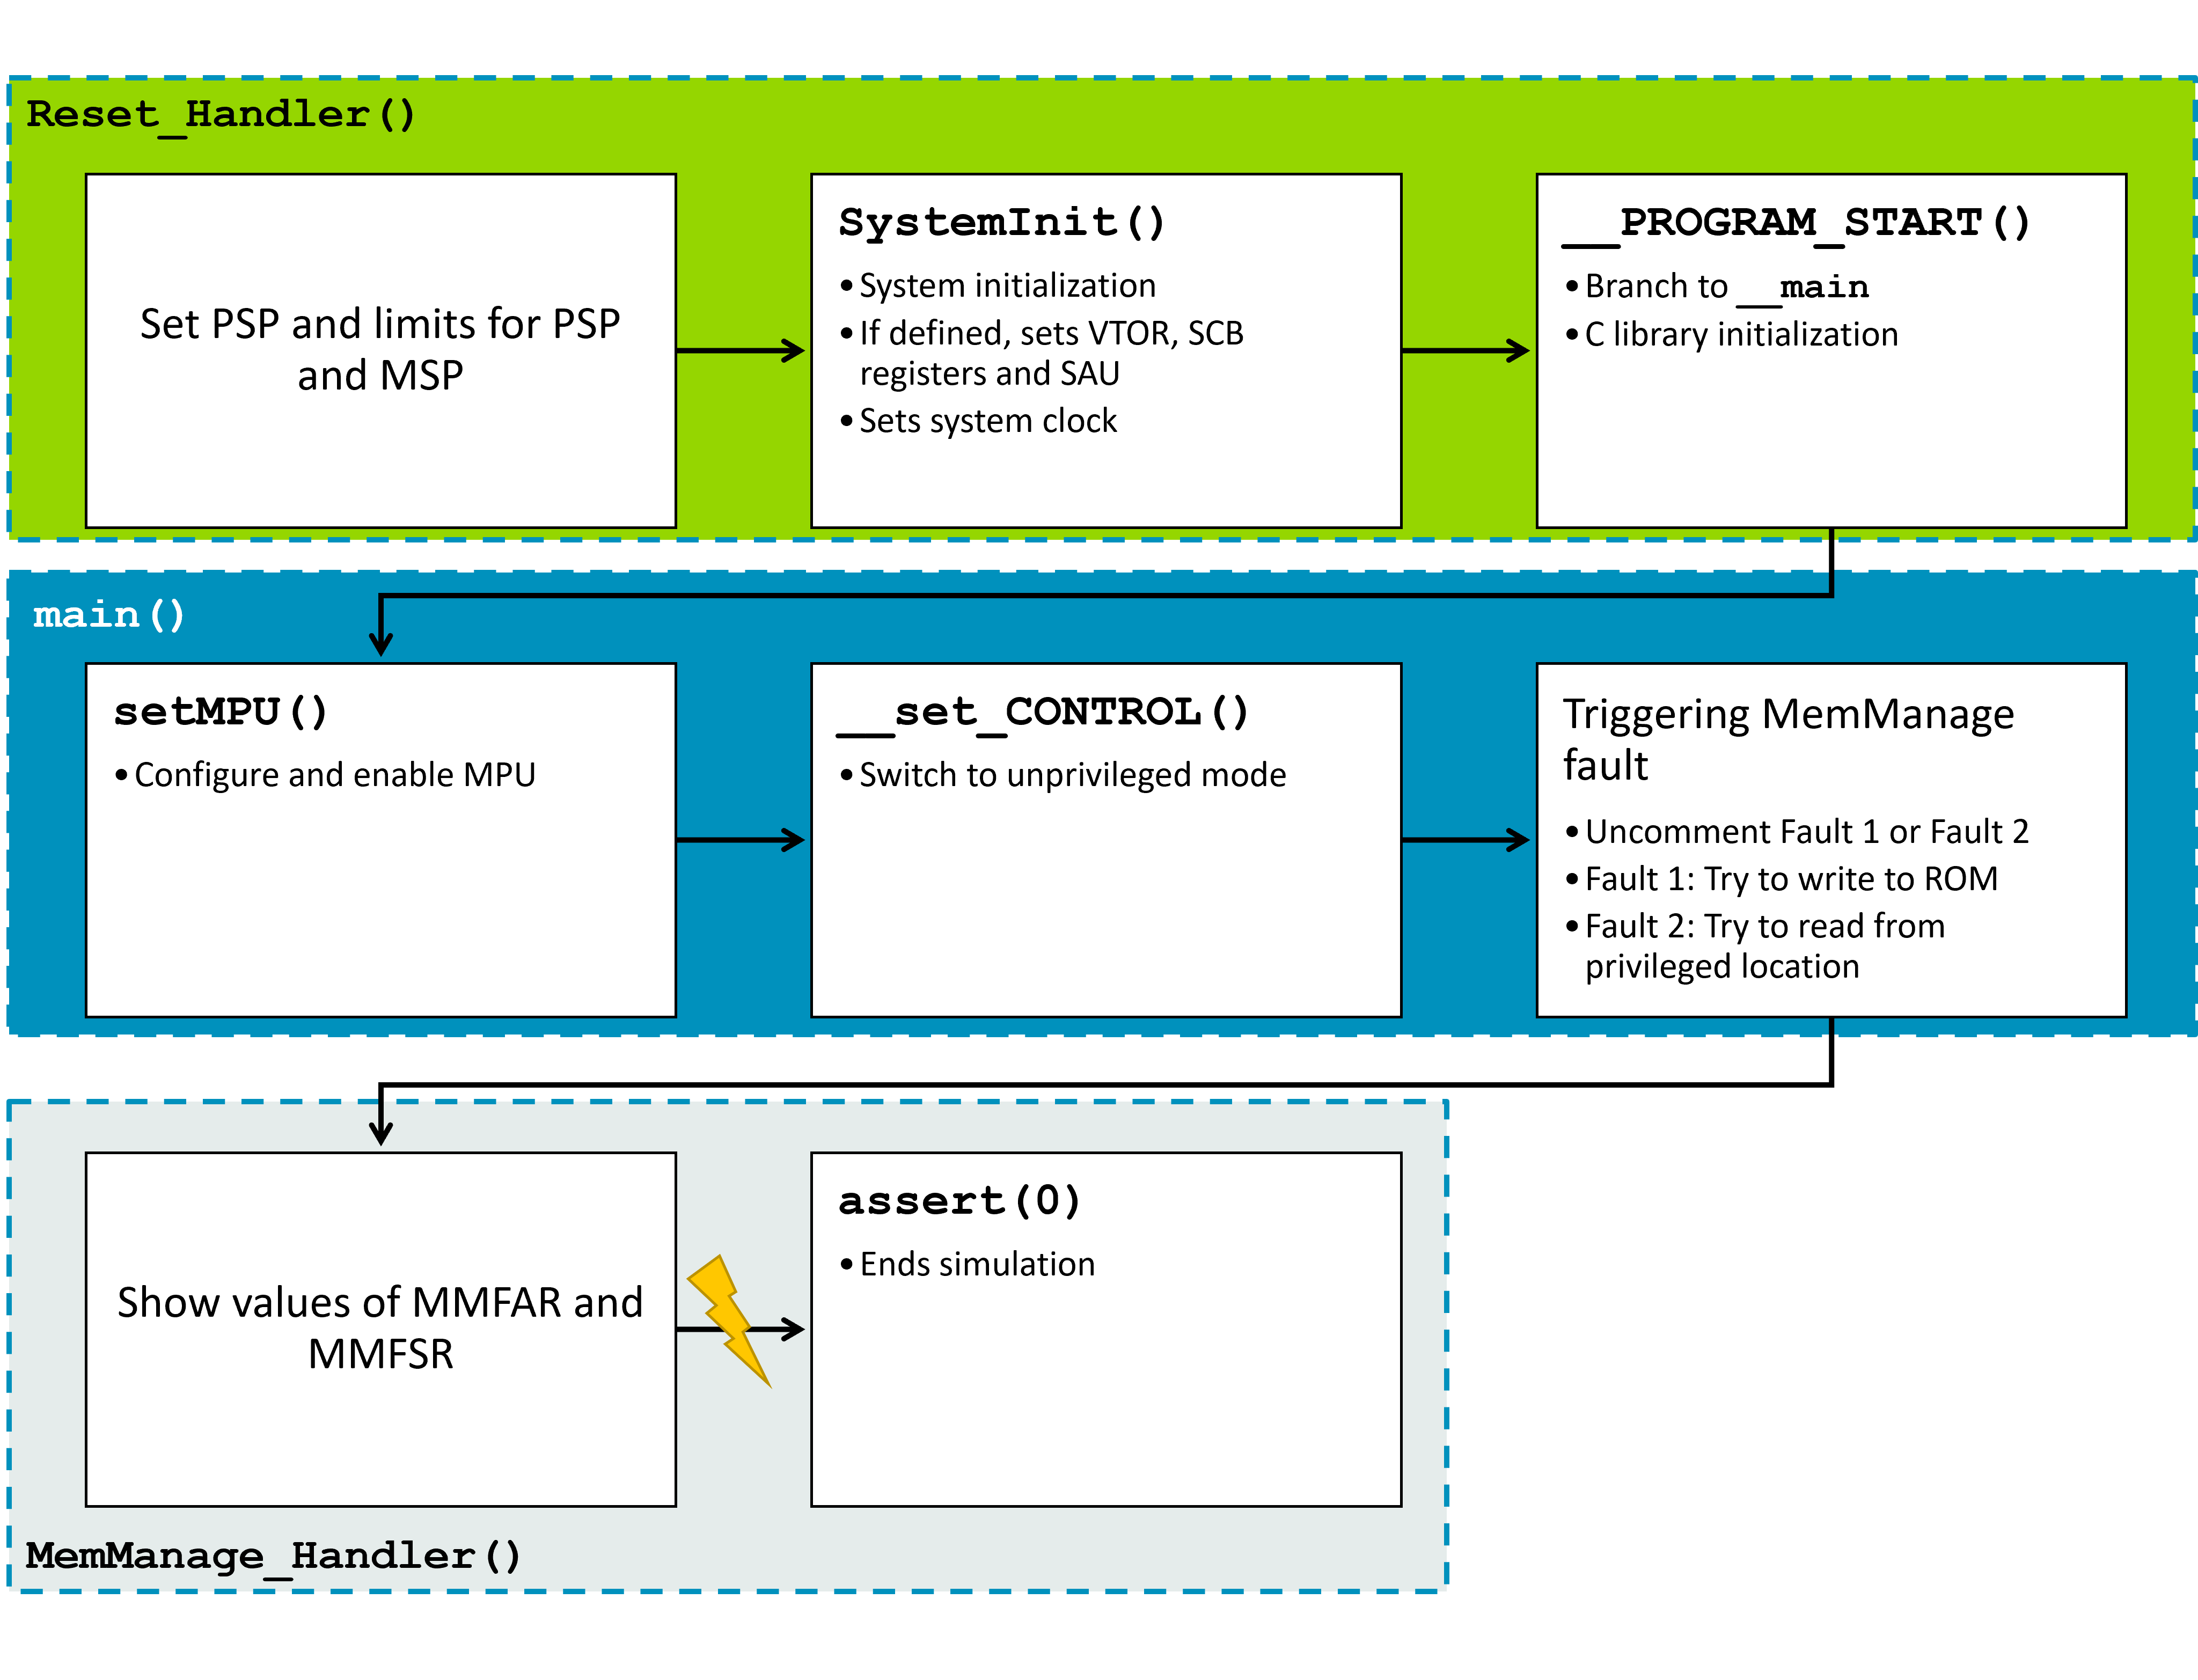 Reset_Handler()
Set PSP and limits for PSP
and MSP
SystemInit()
• System initialization
• If defined, sets VTOR, SCB
registers and SAU
• Sets system clock
__PROGRAM_START()
• Branch to __main
• C library initialization
main()
setMPU()
• Configure and enable MPU
__set_CONTROL()
• Switch to unprivileged mode
Triggering MemManage
fault
• Uncomment Fault 1 or Fault 2
• Fault 1: Try to write to ROM
• Fault 2: Try to read from
privileged location
Show values of MMFAR and
MMFSR
assert(0)
• Ends simulation
MemManage_Handler()